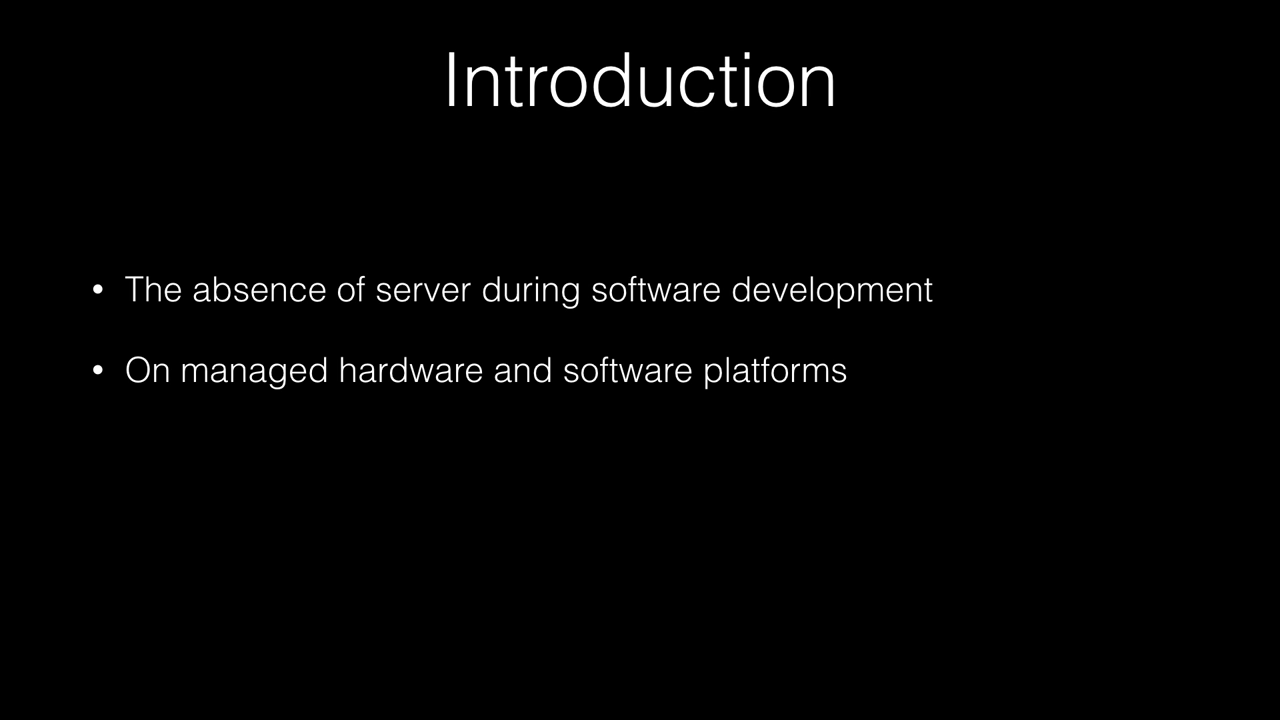 Introduction
• The absence of server during software development
• On managed hardware and software platforms